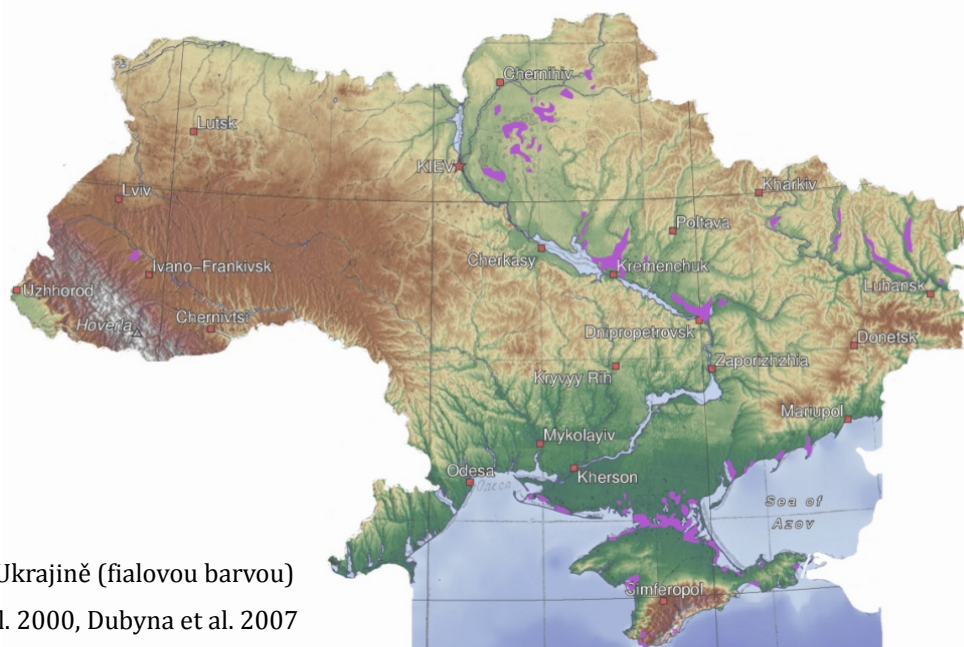 Chernihiv
Lutsk
KIEV
Lviv
Kharkiv
Poltava
Cherkasy
Ivano-Frankivsk
Kremenchuk
Uzhhorod
Luhansk
Chernivtsi
Hoverla
Dnipropetrovsk
Donetsk
Zaporizhzhia
Kryvyy Rih
Mariupol
Mykolayiv
Odesa
Kherson
Odeca
Sea of
Azov
Ukrajině (fialovou barvou)
Simferopol
l. 2000, Dubyna et al. 2007